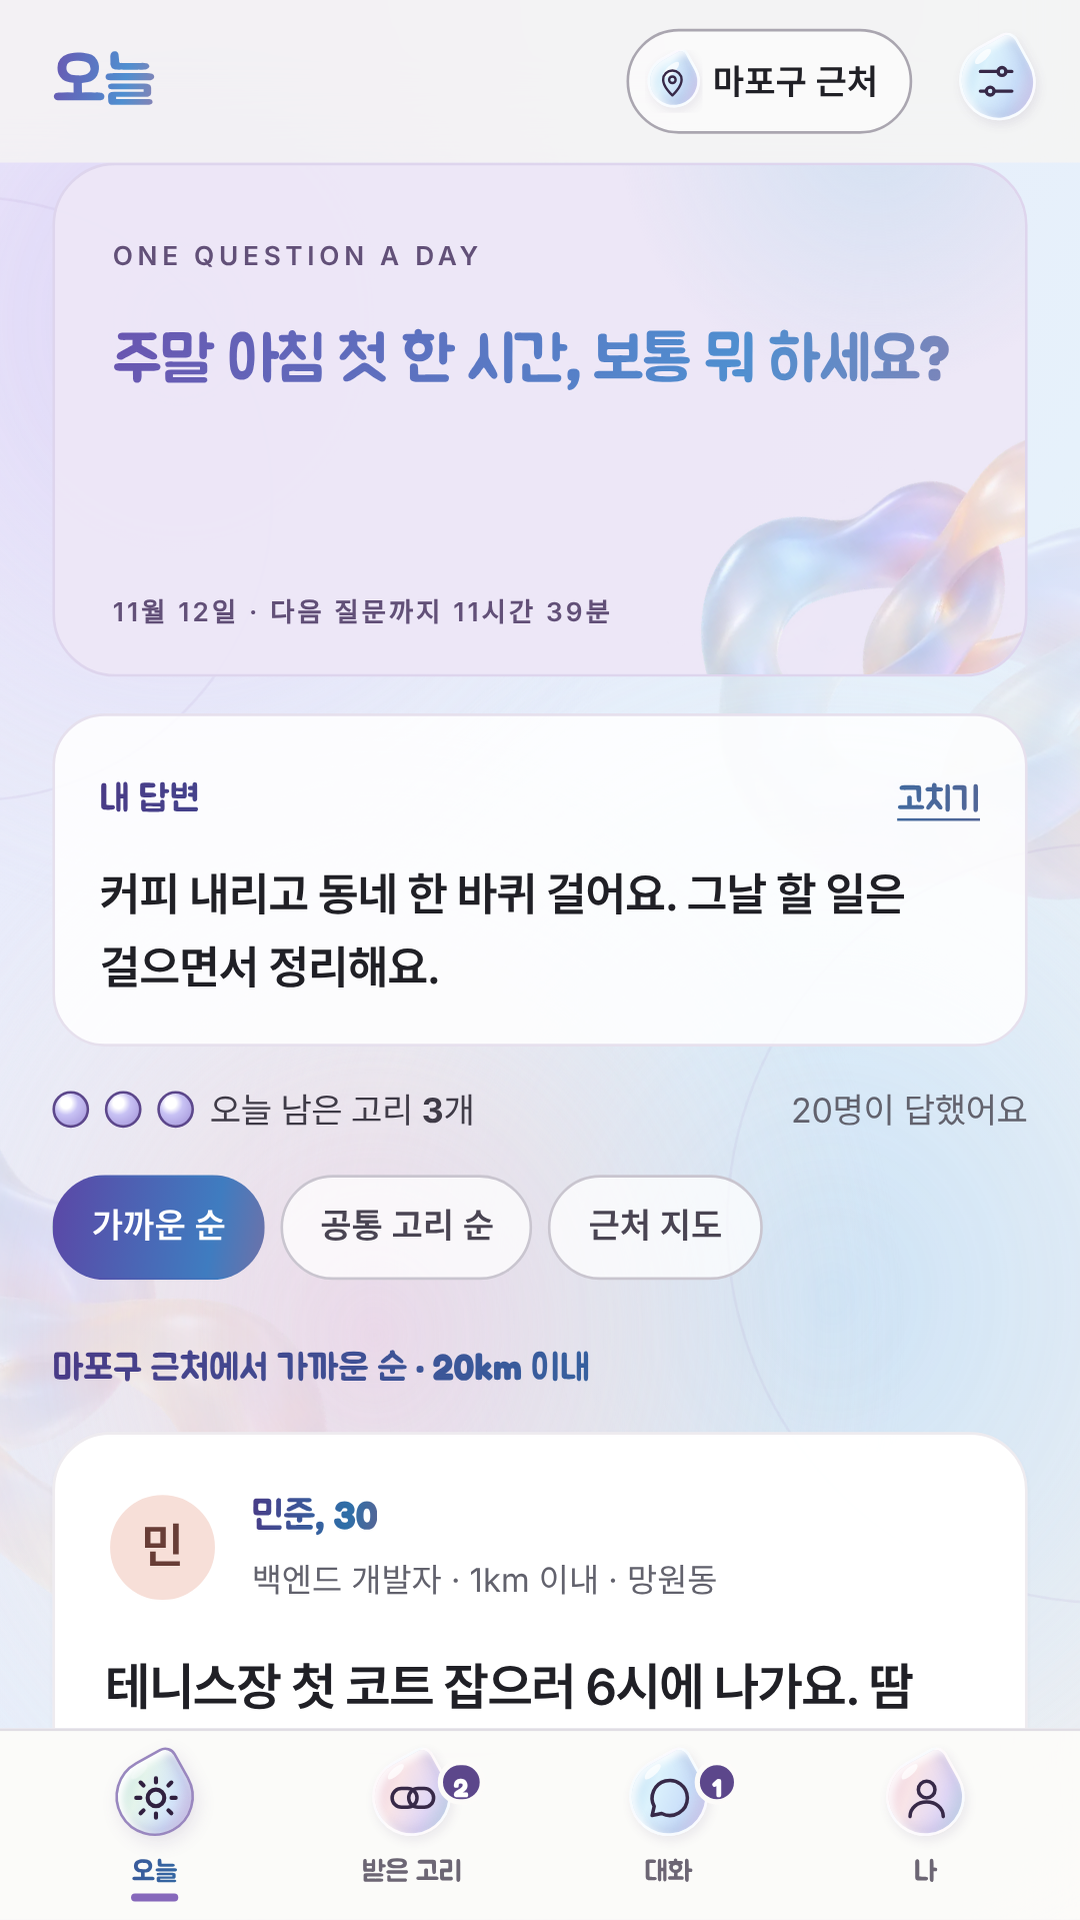 오늘
마포구 근처
ONE QUESTION A DAY
주말 아침 첫 한 시간, 보통 뭐 하세요?
11월 12일 · 다음 질문까지 11시간 39분
내 답변
고치기
커피 내리고 동네 한 바퀴 걸어요. 그날 할 일은
걸으면서 정리해요.
오늘 남은 고리 3개
20명이 답했어요
가까운 순
공통 고리 순
근처 지도
마포구 근처에서 가까운 순 · 20km 이내
민
민준, 30
백엔드 개발자 · 1km 이내 · 망원동
테니스장 첫 코트 잡으러 6시에 나가요. 땀
2
1
오늘
받은 고리
대화
나